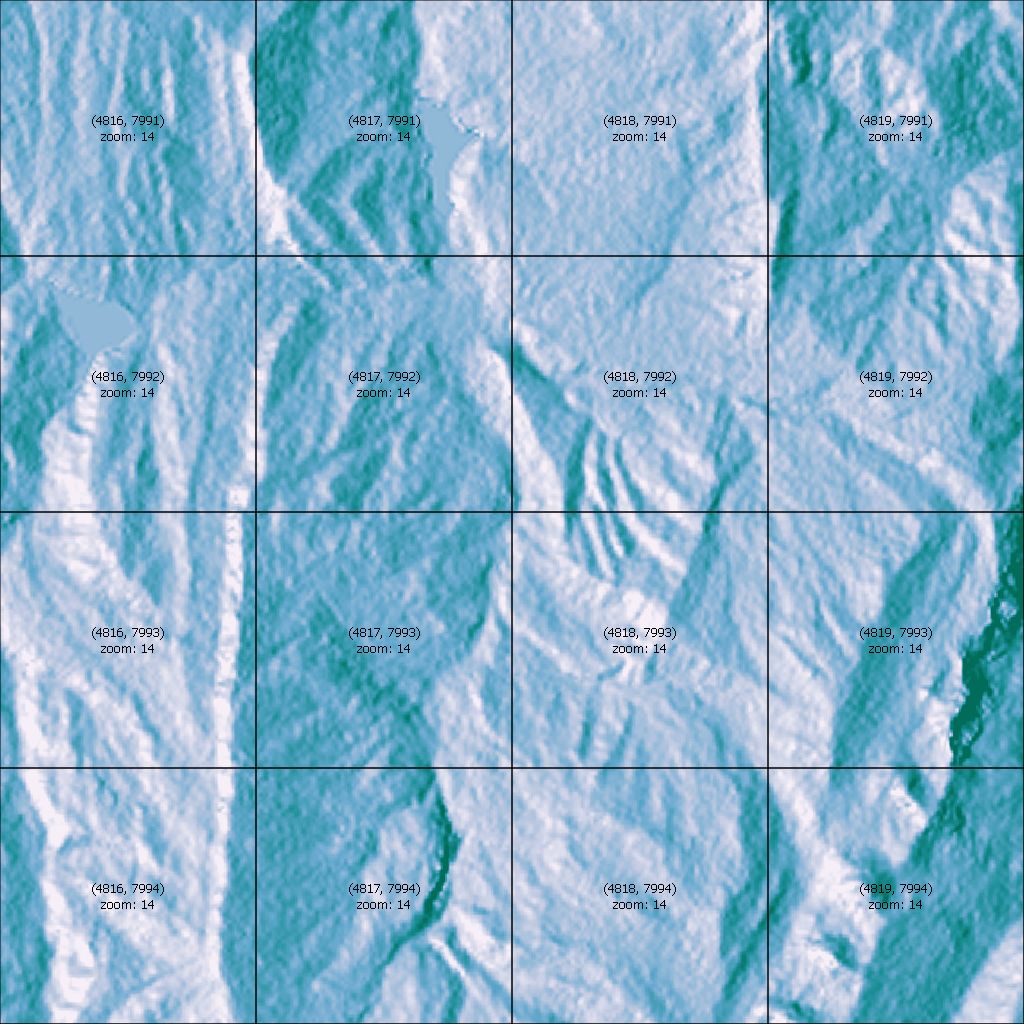 (4816, 7991)
zoom: 14
(4817, 7991)
zoom: 14
(4818, 7991)
zoom: 14
(4819, 7991)
zoom: 14
(4816, 7992)
zoom: 14
(4817, 7992)
zoom: 14
(4818, 7992)
zoom: 14
(4819, 7992)
zoom: 14
(4816, 7993)
zoom: 14
(4817, 7993)
zoom: 14
(4818, 7993)
zoom: 14
(4819, 7993)
zoom: 14
(4816, 7994)
zoom: 14
(4817, 7994)
zoom: 14
(4818, 7994)
zoom: 14
(4819, 7994)
zoom: 14